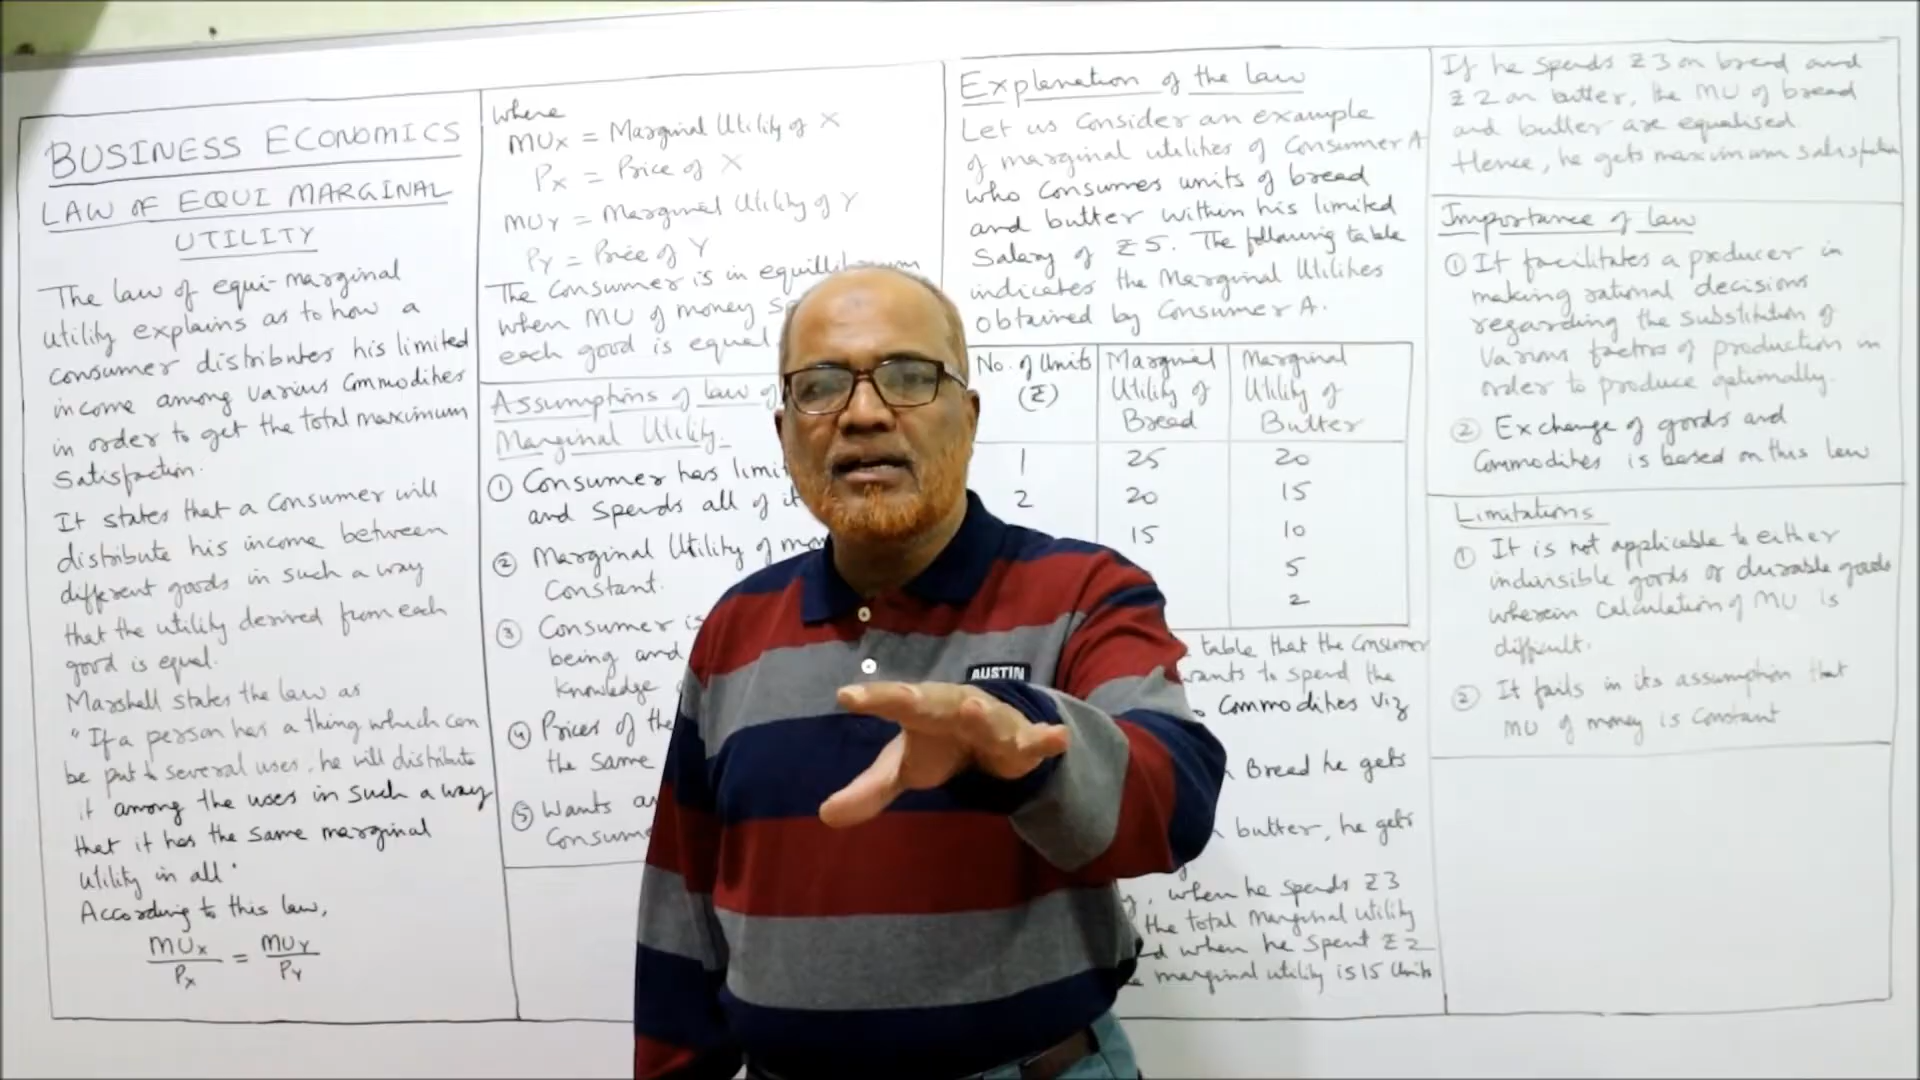 BUSINESS ECONOMICS
LAW OF EQUI MARGINAL
UTILITY
The law of equi-marginal
utility explains as to how a
consumer distributes his limited
income among various commodities
in order to get the total maximum
satisfaction.
It states that a consumer will
distribute his income between
different goods in such a way
that the utility derived from each
good is equal.
Marshell states the law as
"If a person has a thing which can
be put to several uses, he will distribute
it among the uses in such a way
that it has the same marginal
utility in all"
According to this law,
MUx / Px = MUY / PY
where
MUx = Marginal Utility of X
Px = Price of X
MUY = Marginal Utility of Y
PY = Price of Y
The consumer is in equillibrium
when MU of money
each good is equal
Assumptions of law of
Marginal Utility.
① Consumer has
and spends all of it
② Marginal Utility of
Constant.
③ Consumer is
being and
knowledge
④ Prices of the
the same
⑤ Wants
Explanation of the law
Let us consider an example
of marginal utilities of Consumer A
who consumes units of bread
and butter within his limited
Salary of ₹5. The following table
indicates the Marginal Utilities
obtained by Consumer A.
No. of Units (₹) Marginal Utility of Bread Marginal Utility of Butter
1 25 20
2 20 15
15 10
5
2
table that the Consumer
wants to spend the
Commodities Viz
Bread he gets
butter, he gets
when he spends ₹3
the total marginal utility
when he spent ₹2
marginal utility is 15 units
If he spends ₹3 on bread and
₹2 on butter, the MU of bread
and butter are equalised.
Hence, he gets maximum satisfaction
Importance of law
① It facilitates a producer in
making rational decisions
regarding the substitution of
various factors of production in
order to produce optimally.
② Exchange of goods and
Commodities is based on this law
Limitations
① It is not applicable to either
indivisible goods or durable goods
wherein calculation of MU is
difficult.
② It fails in its assumption that
MU of money is constant
AUSTIN